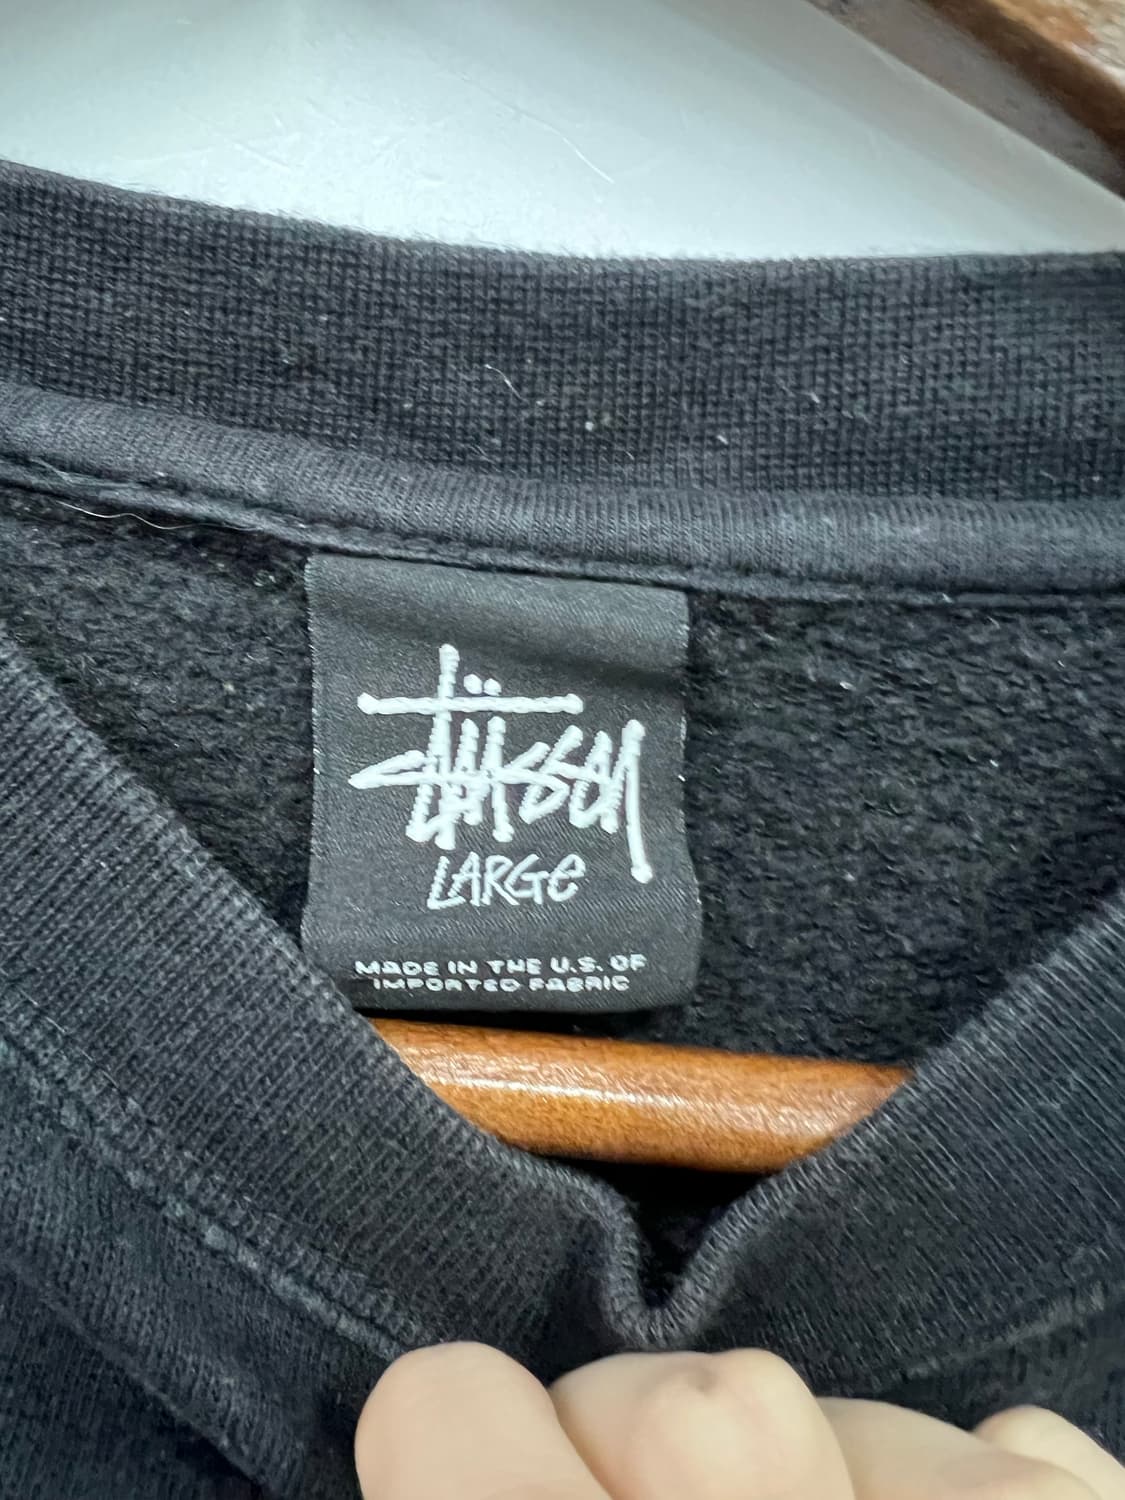 Stüssy
LARGE
MADE IN THE U.S. OF
IMPORTED FABRIC